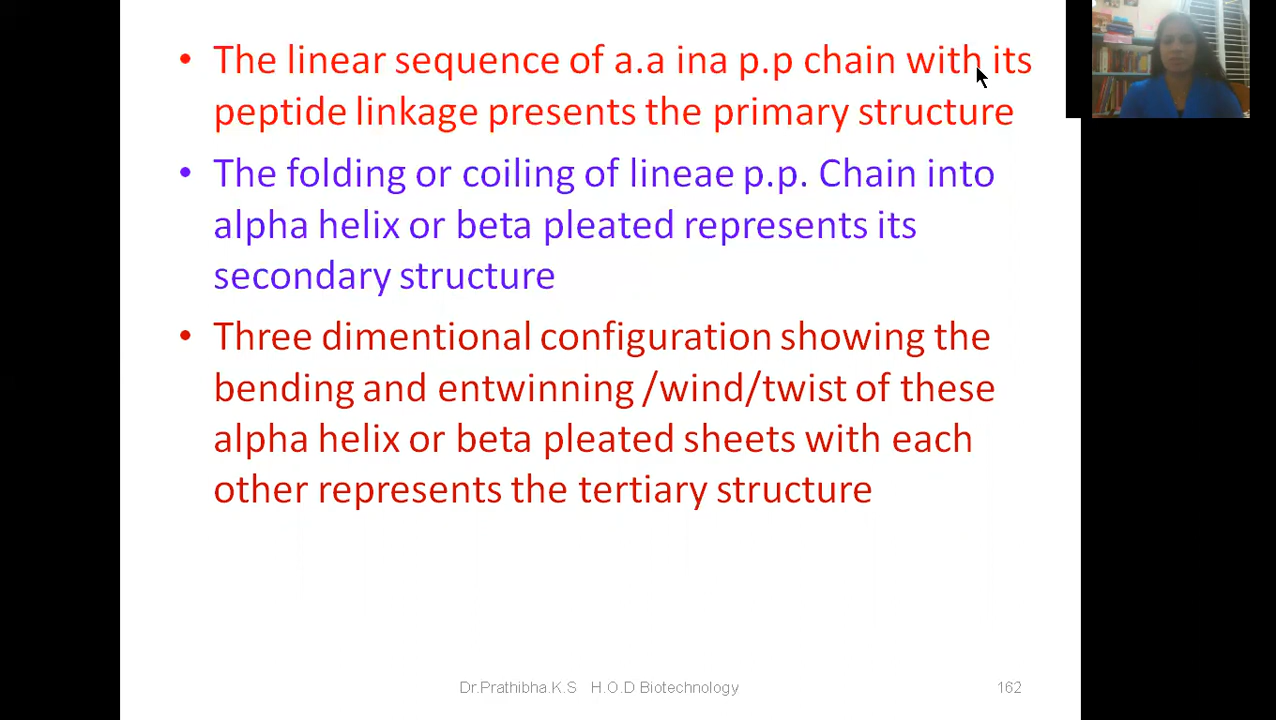 • The linear sequence of a.a ina p.p chain with its
peptide linkage presents the primary structure
• The folding or coiling of lineae p.p. Chain into
alpha helix or beta pleated represents its
secondary structure
• Three dimentional configuration showing the
bending and entwinning /wind/twist of these
alpha helix or beta pleated sheets with each
other represents the tertiary structure
Dr.Prathibha.K.S H.O.D Biotechnology 162